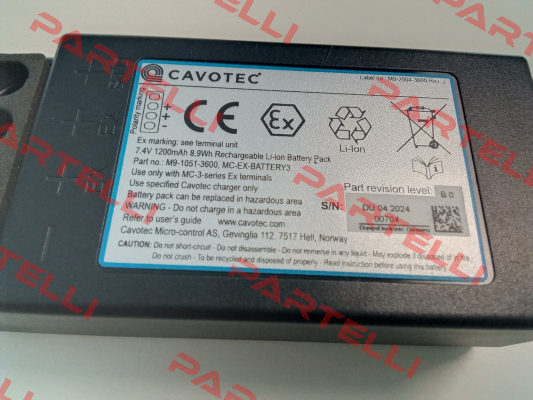 CAVOTEC
Label no.: M9-2004-3600 Rev. J
Polarity marking
Ex
Li-Ion
Ex marking: see terminal unit
7.4V 1200mAh 8,9Wh Rechargeable Li-Ion Battery Pack
Part no.: M9-1051-3600, MC-EX-BATTERY3
Use only with MC-3-series Ex terminals
Use specified Cavotec charger only
Battery pack can be replaced in hazardous area
WARNING - Do not charge in hazardous area
Refer to user's guide www.cavotec.com
Cavotec Micro-control AS, Gevinglia 112. 7517 Hell, Norway
Part revision level: B.0
S/N: DU 04 2024
00704
CAUTION: Do not short-circuit - Do not disassemble - Do not immerse in any liquid - May explode if disposed of in fire
Do not crush - To be recycled and disposed of properly - Read instruction before using this battery
EX
PARTELLI
PARTELLI
PARTELLI
PARTELLI
PARTELLI